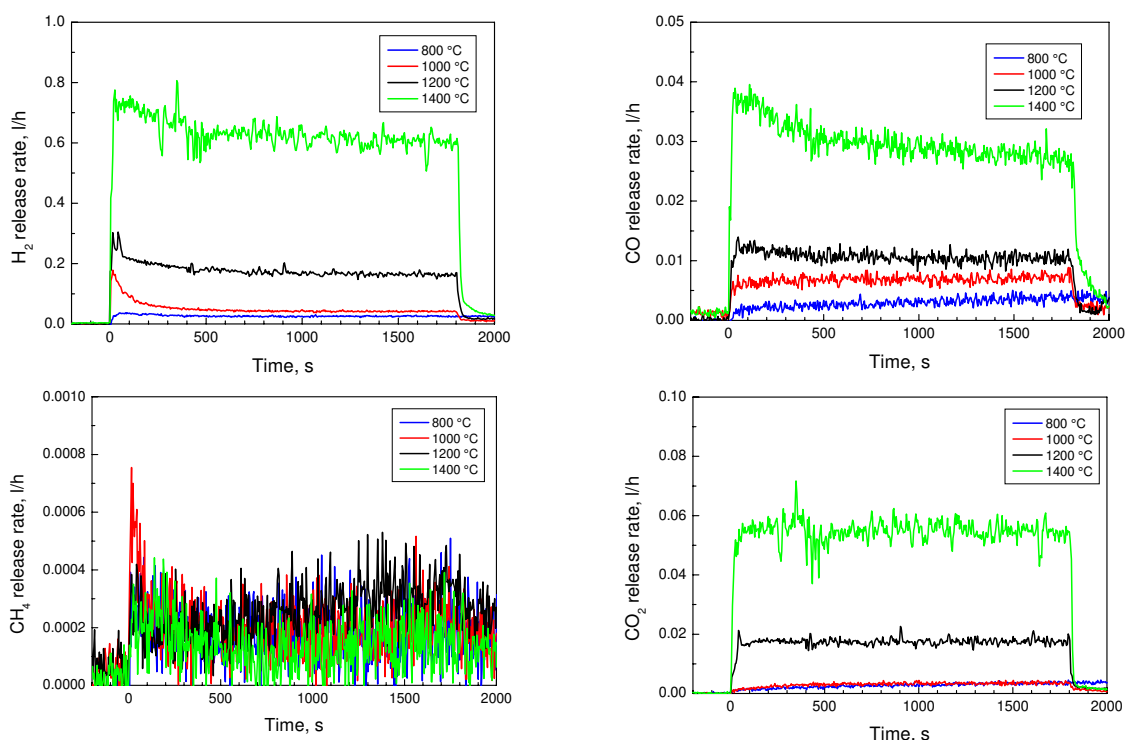 1.0
0.8
0.6
0.4
0.2
0.0
H2 release rate, l/h
800 °C
1000 °C
1200 °C
1400 °C
0
500
1000
1500
2000
Time, s
0.05
0.04
0.03
0.02
0.01
0.00
CO release rate, l/h
800 °C
1000 °C
1200 °C
1400 °C
0
500
1000
1500
2000
Time, s
0.0010
0.0008
0.0006
0.0004
0.0002
0.0000
CH4 release rate, l/h
800 °C
1000 °C
1200 °C
1400 °C
0
500
1000
1500
2000
Time, s
0.10
0.08
0.06
0.04
0.02
0.00
CO2 release rate, l/h
800 °C
1000 °C
1200 °C
1400 °C
0
500
1000
1500
2000
Time, s